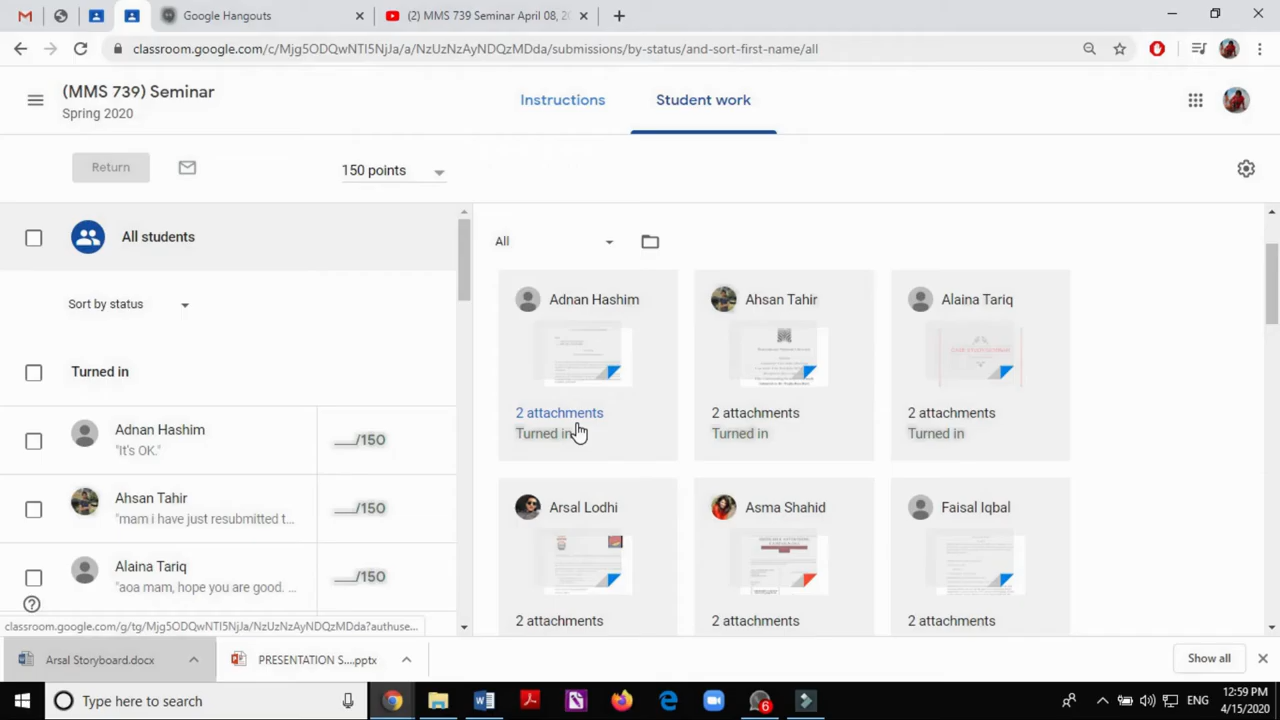 Google Hangouts
(2) MMS 739 Seminar April 08, 20
classroom.google.com/c/Mjg5ODQwNTI5NjJa/a/NzUzNzAyNDQzMDda/submissions/by-status/and-sort-first-name/all
(MMS 739) Seminar
Spring 2020
Instructions
Student work
Return
150 points
All students
All
Sort by status
Adnan Hashim
Ahsan Tahir
Alaina Tariq
Turned in
2 attachments
2 attachments
2 attachments
Turned in
Turned in
Turned in
Adnan Hashim
"It's OK."
___/150
Ahsan Tahir
"mam i have just resubmitted t...
___/150
Arsal Lodhi
Asma Shahid
Faisal Iqbal
Alaina Tariq
"aoa mam, hope you are good. ...
___/150
2 attachments
2 attachments
2 attachments
classroom.google.com/g/tg/Mjg5ODQwNTI5NjJa/NzUzNzAyNDQzMDda?authuse...
Arsal Storyboard.docx
PRESENTATION S....pptx
Show all
Type here to search
6
ENG
12:59 PM
4/15/2020